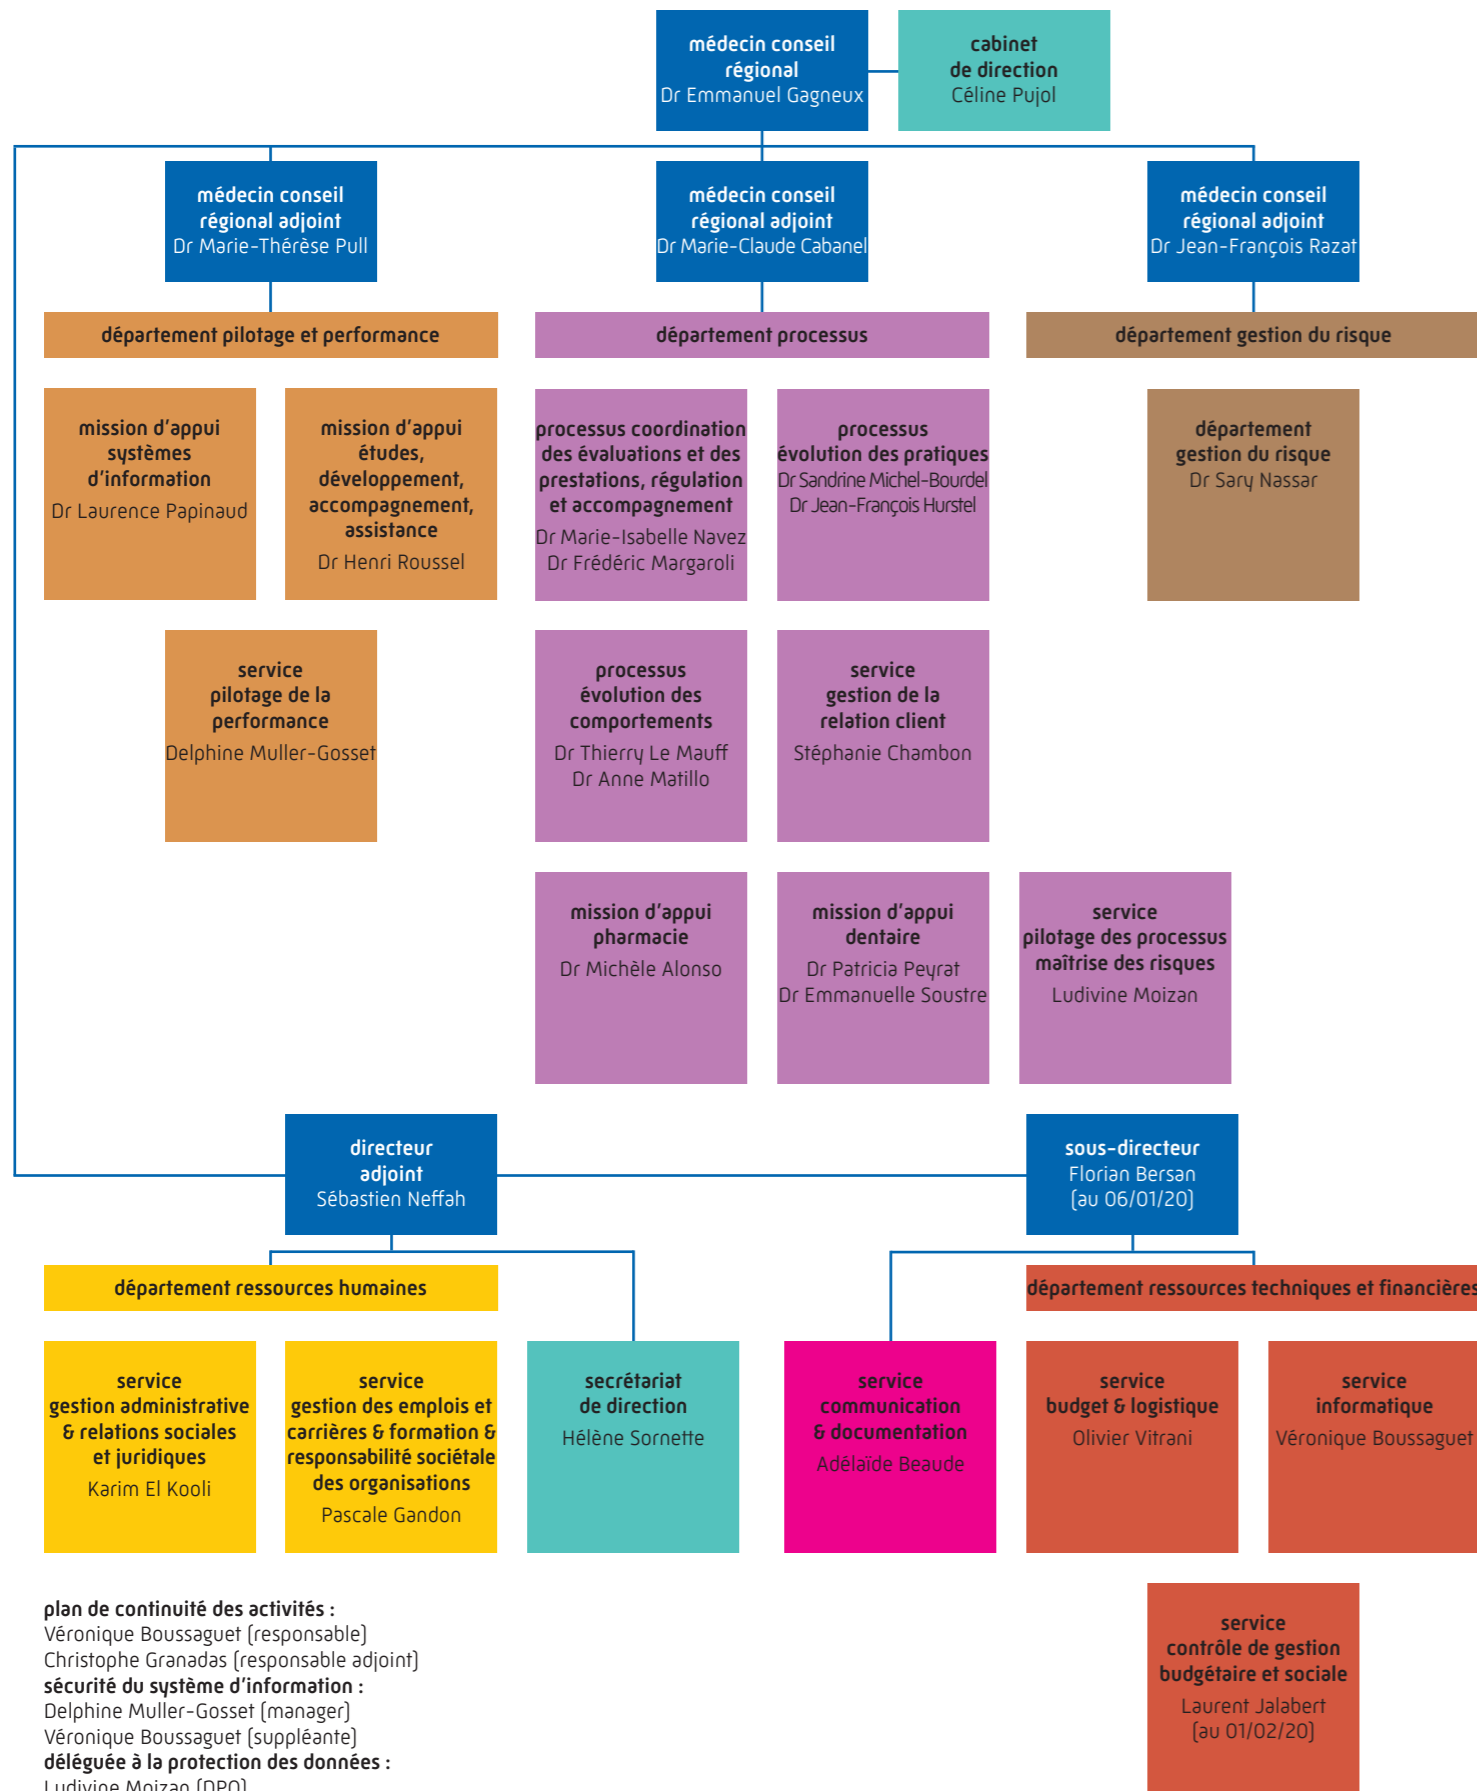 médecin conseil
régional
Dr Emmanuel Gagneux
cabinet
de direction
Céline Pujol
médecin conseil
régional adjoint
Dr Marie-Thérèse Pull
médecin conseil
régional adjoint
Dr Marie-Claude Cabanel
médecin conseil
régional adjoint
Dr Jean-François Razat
département pilotage et performance
département processus
département gestion du risque
mission d'appui
systèmes
d'information
Dr Laurence Papinaud
mission d'appui
études,
développement,
accompagnement,
assistance
Dr Henri Roussel
processus coordination
des évaluations et des
prestations, régulation
et accompagnement
Dr Marie-Isabelle Navez
Dr Frédéric Margaroli
processus
évolution des pratiques
Dr Sandrine Michel-Bourdel
Dr Jean-François Hurstel
département
gestion du risque
Dr Sary Nassar
service
pilotage de la
performance
Delphine Muller-Gosset
processus
évolution des
comportements
Dr Thierry Le Mauff
Dr Anne Matillo
service
gestion de la
relation client
Stéphanie Chambon
mission d'appui
pharmacie
Dr Michèle Alonso
mission d'appui
dentaire
Dr Patricia Peyrat
Dr Emmanuelle Soustre
service
pilotage des processus
maîtrise des risques
Ludivine Moizan
directeur
adjoint
Sébastien Neffah
sous-directeur
Florian Bersan
(au 06/01/20)
département ressources humaines
département ressources techniques et financières
service
gestion administrative
& relations sociales
et juridiques
Karim El Kooli
service
gestion des emplois et
carrières & formation &
responsabilité sociétale
des organisations
Pascale Gandon
secrétariat
de direction
Hélène Sornette
service
communication
& documentation
Adélaïde Beaude
service
budget & logistique
Olivier Vitrani
service
informatique
Véronique Boussaguet
service
contrôle de gestion
budgétaire et sociale
Laurent Jalabert
(au 01/02/20)
plan de continuité des activités :
Véronique Boussaguet (responsable)
Christophe Granadas (responsable adjoint)
sécurité du système d'information :
Delphine Muller-Gosset (manager)
Véronique Boussaguet (suppléante)
déléguée à la protection des données :
Ludivine Moizan (DPO)